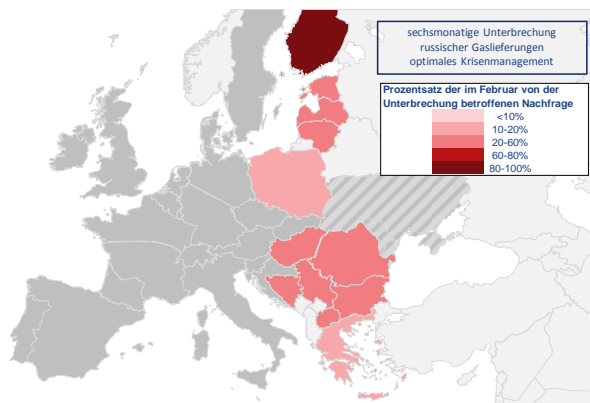 sechsmonatige Unterbrechung
russischer Gaslieferungen
optimales Krisenmanagement
Prozentsatz der im Februar von der
Unterbrechung betroffenen Nachfrage
<10%
10-20%
20-60%
60-80%
80-100%